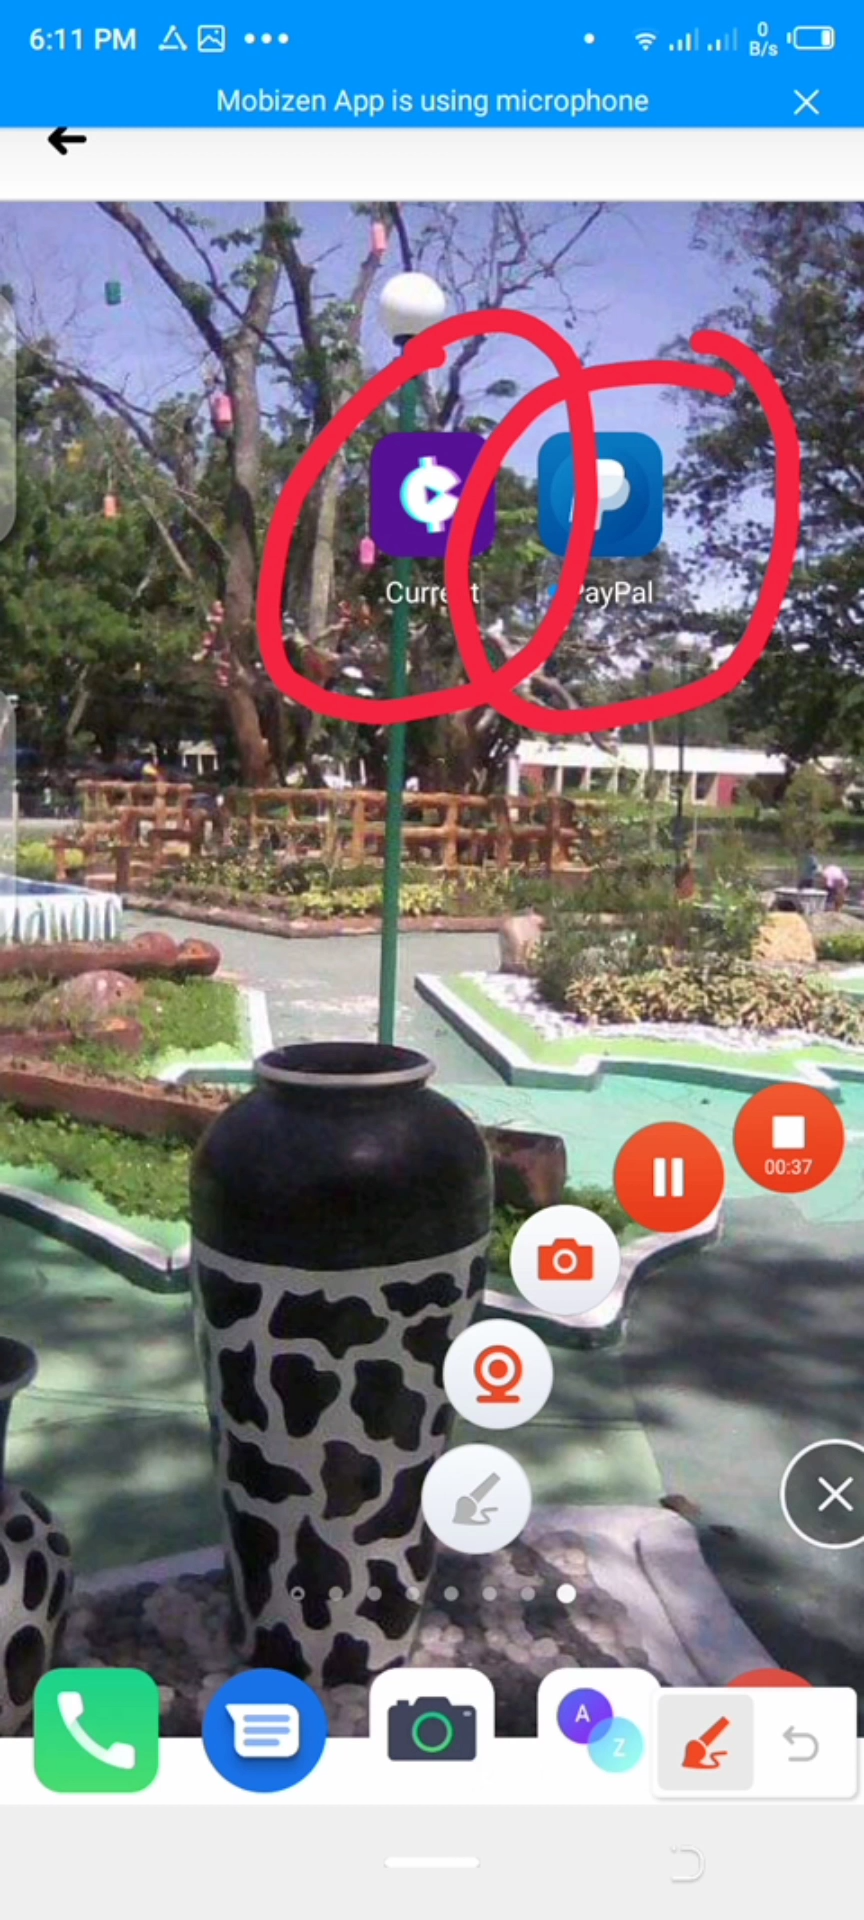 6:11 PM
0
B/s
Mobizen App is using microphone
Current
PayPal
00:37
A
Z